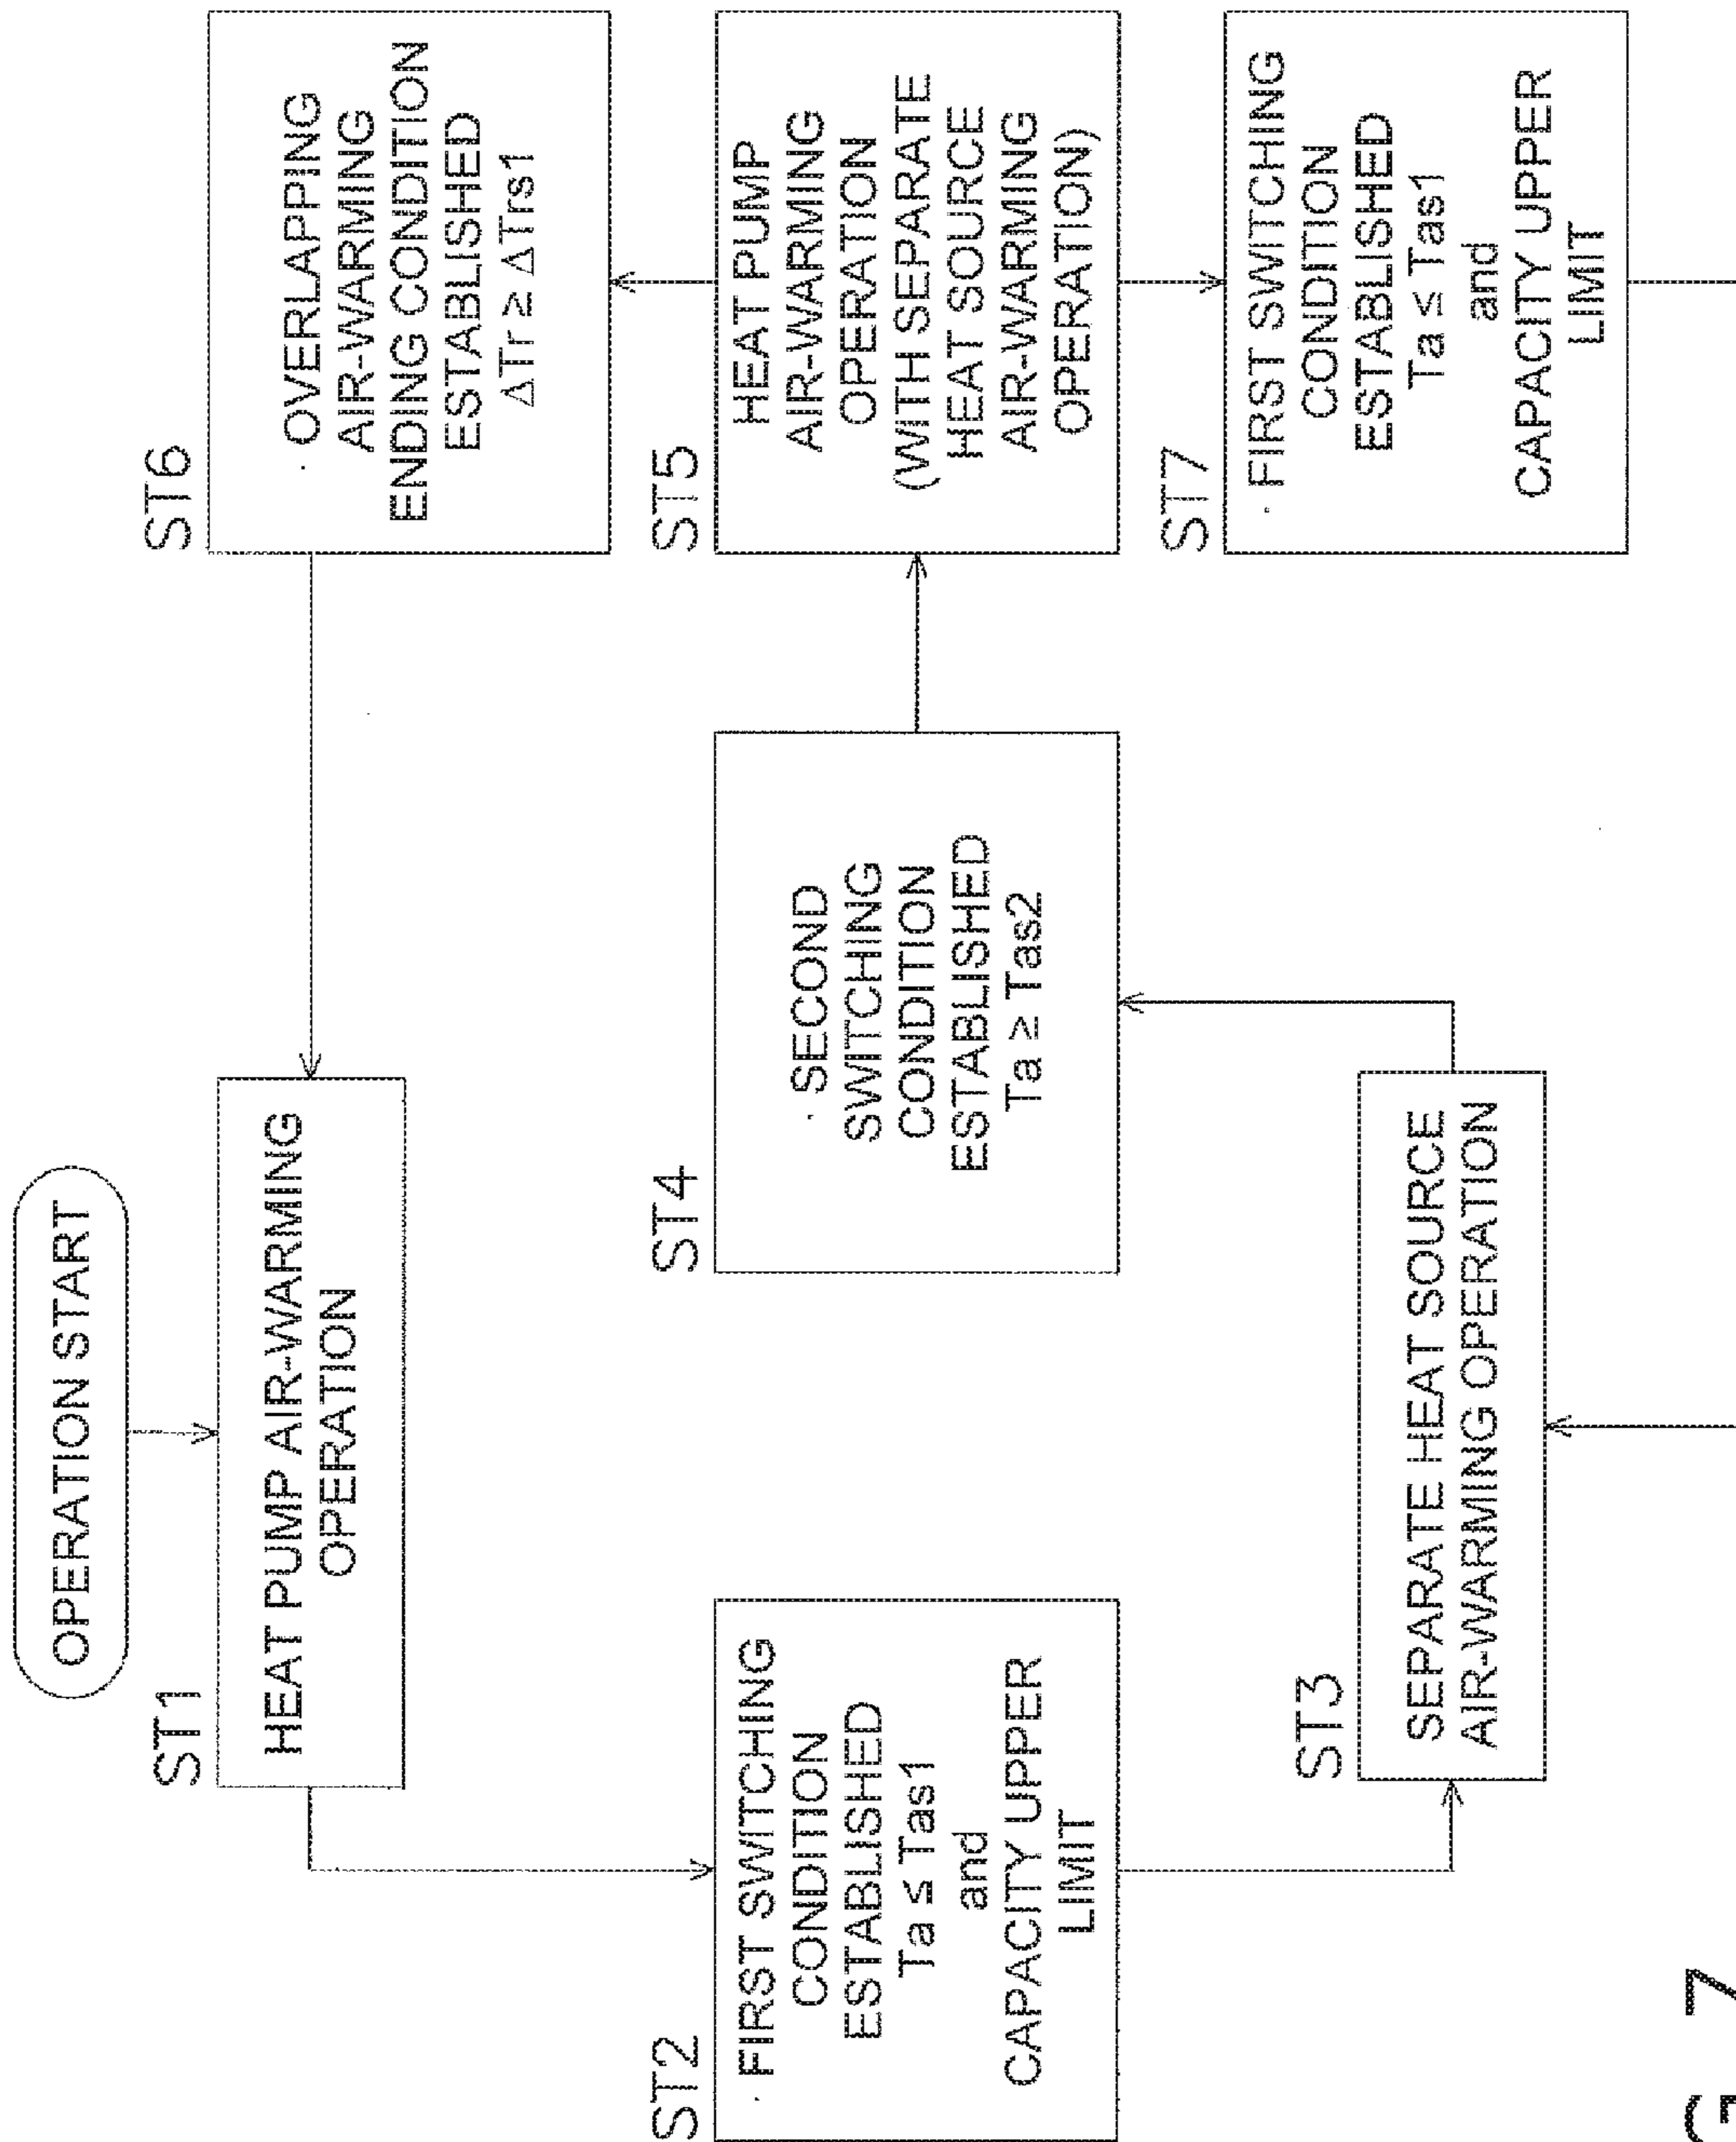 OPERATION START
ST1
HEAT PUMP AIR-WARMING
OPERATION
ST2
FIRST SWITCHING
CONDITION
ESTABLISHED
Ta ≤ Tas1
and
CAPACITY UPPER
LIMIT
ST3
SEPARATE HEAT SOURCE
AIR-WARMING OPERATION
ST4
SECOND
SWITCHING
CONDITION
ESTABLISHED
Ta ≥ Tas2
ST5
HEAT PUMP
AIR-WARMING
OPERATION
(WITH SEPARATE
HEAT SOURCE
AIR-WARMING
OPERATION)
ST6
OVERLAPPING
AIR-WARMING
ENDING CONDITION
ESTABLISHED
ΔTr ≥ ΔTrs1
ST7
FIRST SWITCHING
CONDITION
ESTABLISHED
Ta ≤ Tas1
and
CAPACITY UPPER
LIMIT